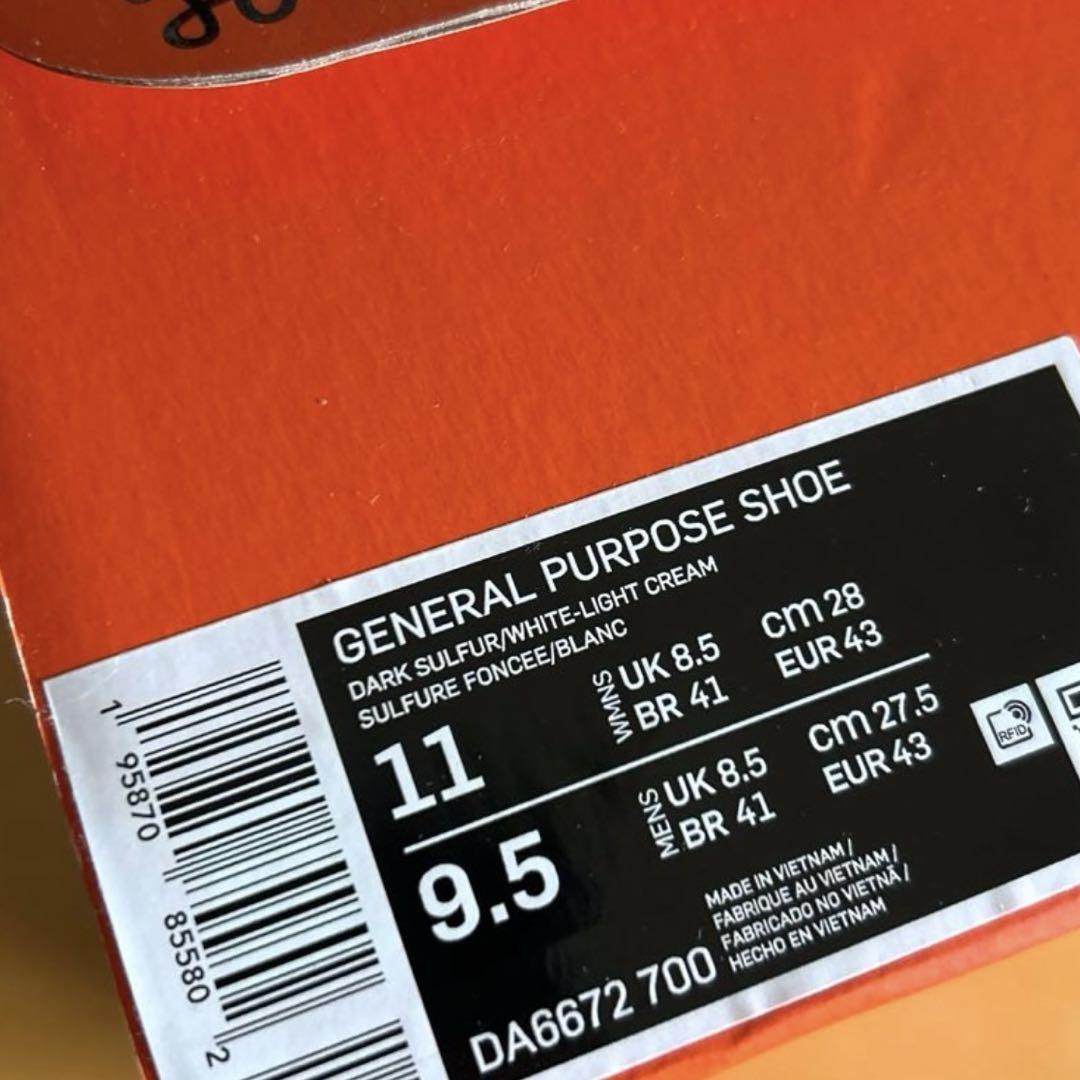 GENERAL PURPOSE SHOE
DARK SULFUR/WHITE-LIGHT CREAM
SULFURE FONCEE/BLANC
11
WMNS
UK 8.5
cm 28
BR 41
EUR 43
9.5
MENS
UK 8.5
cm 27.5
BR 41
EUR 43
DA6672 700
MADE IN VIETNAM /
FABRIQUE AU VIETNAM /
FABRICADO NO VIETNÃ /
HECHO EN VIETNAM
RFID
1 95870 85580 2